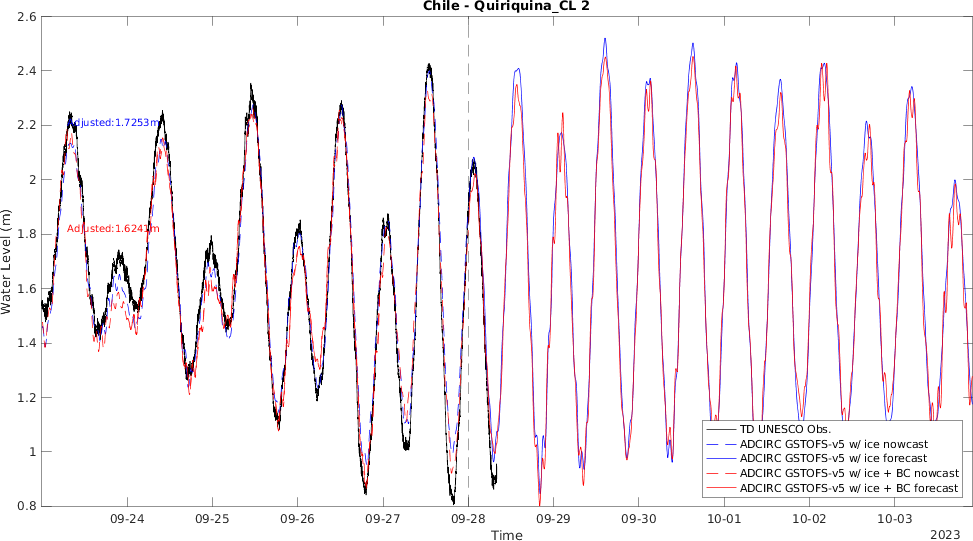 Chile - Quiriquina_CL 2
2.6
2.4
2.2
2
1.8
1.6
1.4
1.2
1
0.8
Water Level (m)
Adjusted:1.7253m
Adjusted:1.6241m
TD UNESCO Obs.
ADCIRC GSTOFS-v5 w/ ice nowcast
ADCIRC GSTOFS-v5 w/ ice forecast
ADCIRC GSTOFS-v5 w/ ice + BC nowcast
ADCIRC GSTOFS-v5 w/ ice + BC forecast
09-24 09-25 09-26 09-27 09-28 09-29 09-30 10-01 10-02 10-03
Time
2023